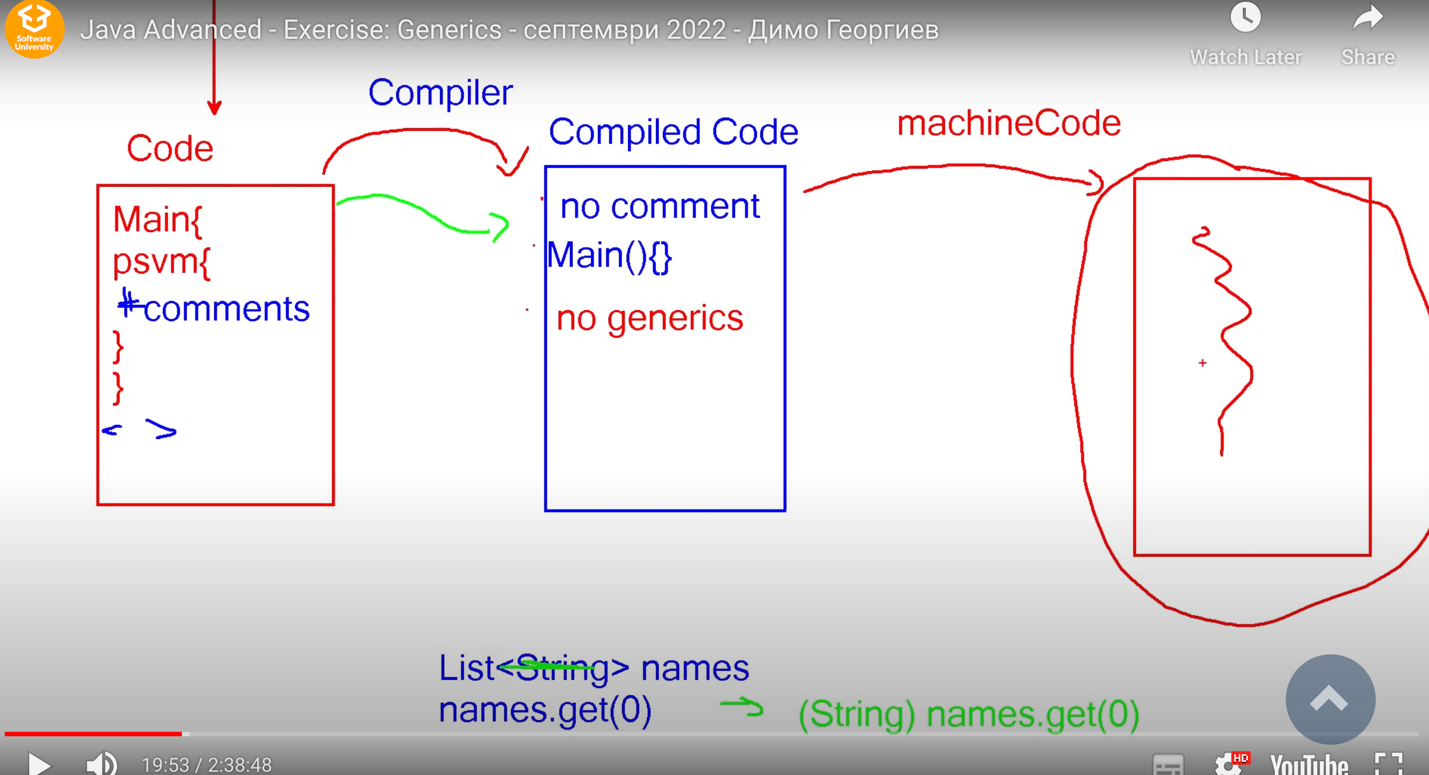 Software
University
Java Advanced - Exercise: Generics - септември 2022 - Димо Георгиев
Watch Later
Share
Compiler
Code
Compiled Code
machineCode
Main{
psvm{
#comments
}
}
< >
no comment
Main(){}
no generics
List<String> names
names.get(0)
(String) names.get(0)
19:53 / 2:38:48
HD
YouTube